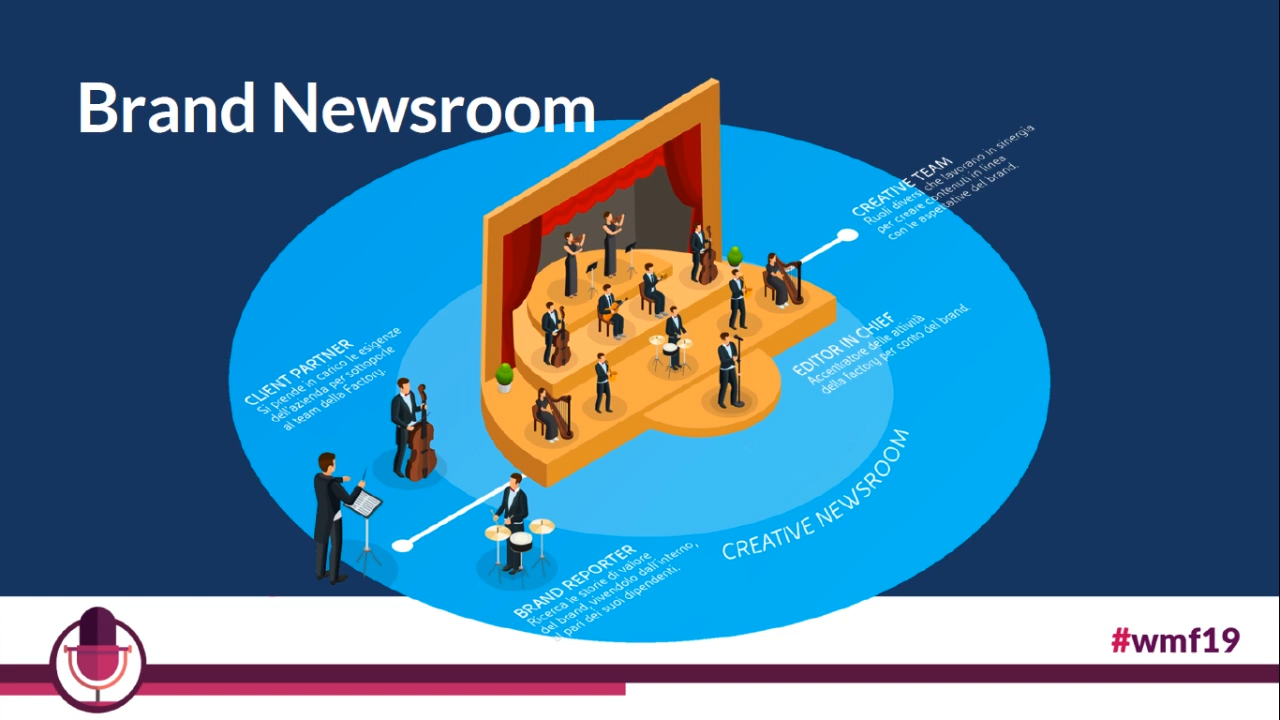 Brand Newsroom
CREATIVE TEAM
Ruoli diversi che lavorano in sinergia
per creare contenuti in linea
con le aspettative del brand.
CLIENT PARTNER
Si prende in carico le esigenze
dell'azienda per sottoporle
al team della Factory.
EDITOR IN CHIEF
Accentratore delle attività
della factory per conto del brand.
CREATIVE NEWSROOM
BRAND REPORTER
Ricerca le storie di valore
del brand, vivendolo dall'interno,
al pari dei suoi dipendenti.
#wmf19